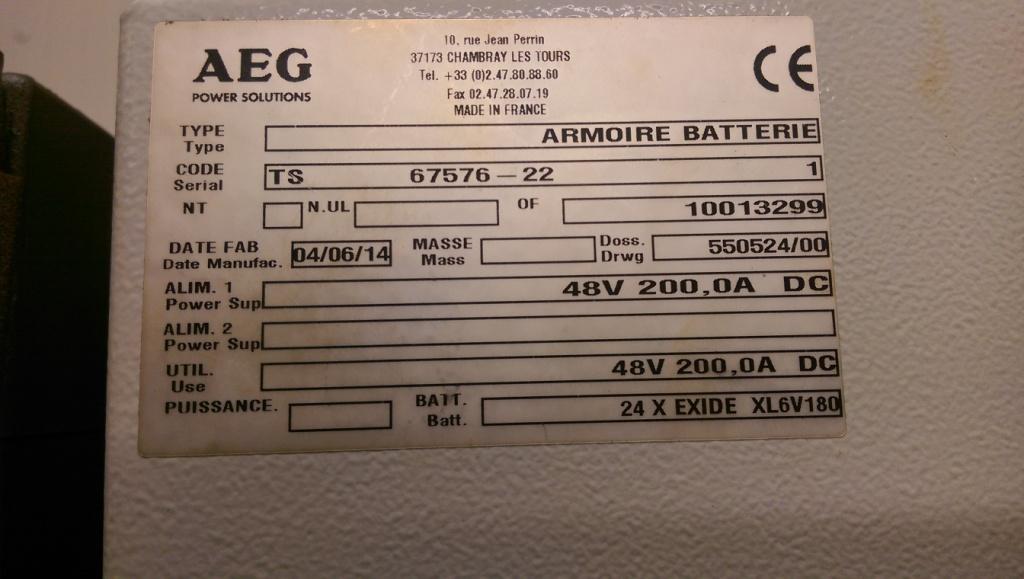 AEG
POWER SOLUTIONS
10, rue Jean Perrin
37173 CHAMBRAY LES TOURS
Tel. +33 (0)2.47.80.88.60
Fax 02.47.28.07.19
MADE IN FRANCE
CE
TYPE ARMOIRE BATTERIE
Type
CODE TS 67576-22 1
Serial
NT N.UL OF 10013299
DATE FAB 04/06/14 MASSE Doss. 550524/00
Date Manufac. Mass Drwg
ALIM. 1 48V 200,0A DC
Power Sup
ALIM. 2
Power Sup
UTIL. 48V 200,0A DC
Use
PUISSANCE. BATT. 24 X EXIDE XL6V180
Batt.